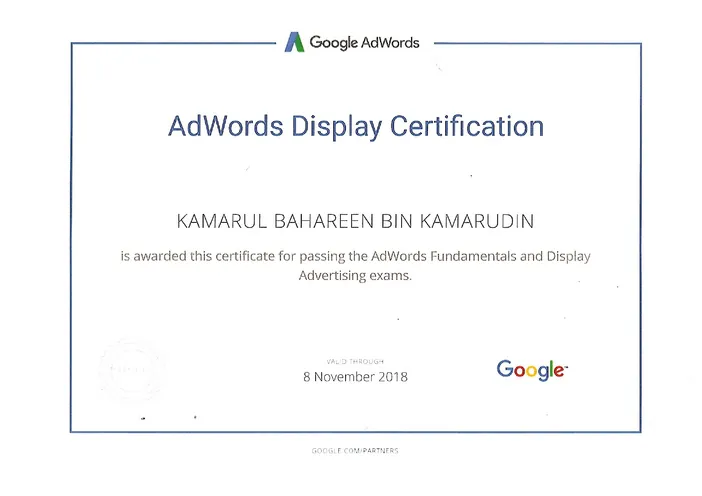 Google AdWords
AdWords Display Certification
KAMARUL BAHAREEN BIN KAMARUDIN
is awarded this certificate for passing the AdWords Fundamentals and Display
Advertising exams.
VALID THROUGH
8 November 2018
Google™
GOOGLE.COM/PARTNERS